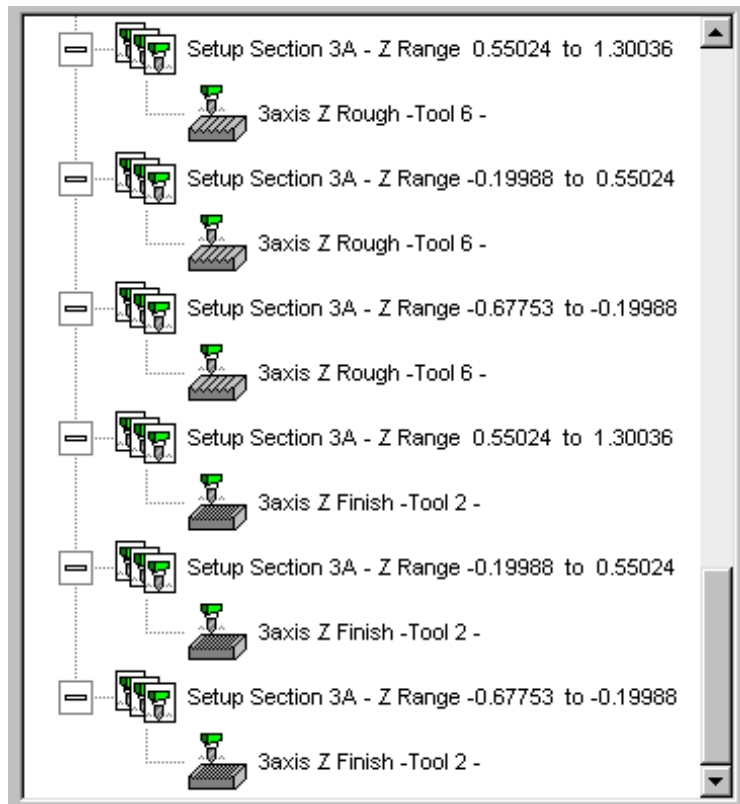 Setup Section 3A - Z Range 0.55024 to 1.30036
3axis Z Rough -Tool 6 -
Setup Section 3A - Z Range -0.19988 to 0.55024
3axis Z Rough -Tool 6 -
Setup Section 3A - Z Range -0.67753 to -0.19988
3axis Z Rough -Tool 6 -
Setup Section 3A - Z Range 0.55024 to 1.30036
3axis Z Finish -Tool 2 -
Setup Section 3A - Z Range -0.19988 to 0.55024
3axis Z Finish -Tool 2 -
Setup Section 3A - Z Range -0.67753 to -0.19988
3axis Z Finish -Tool 2 -